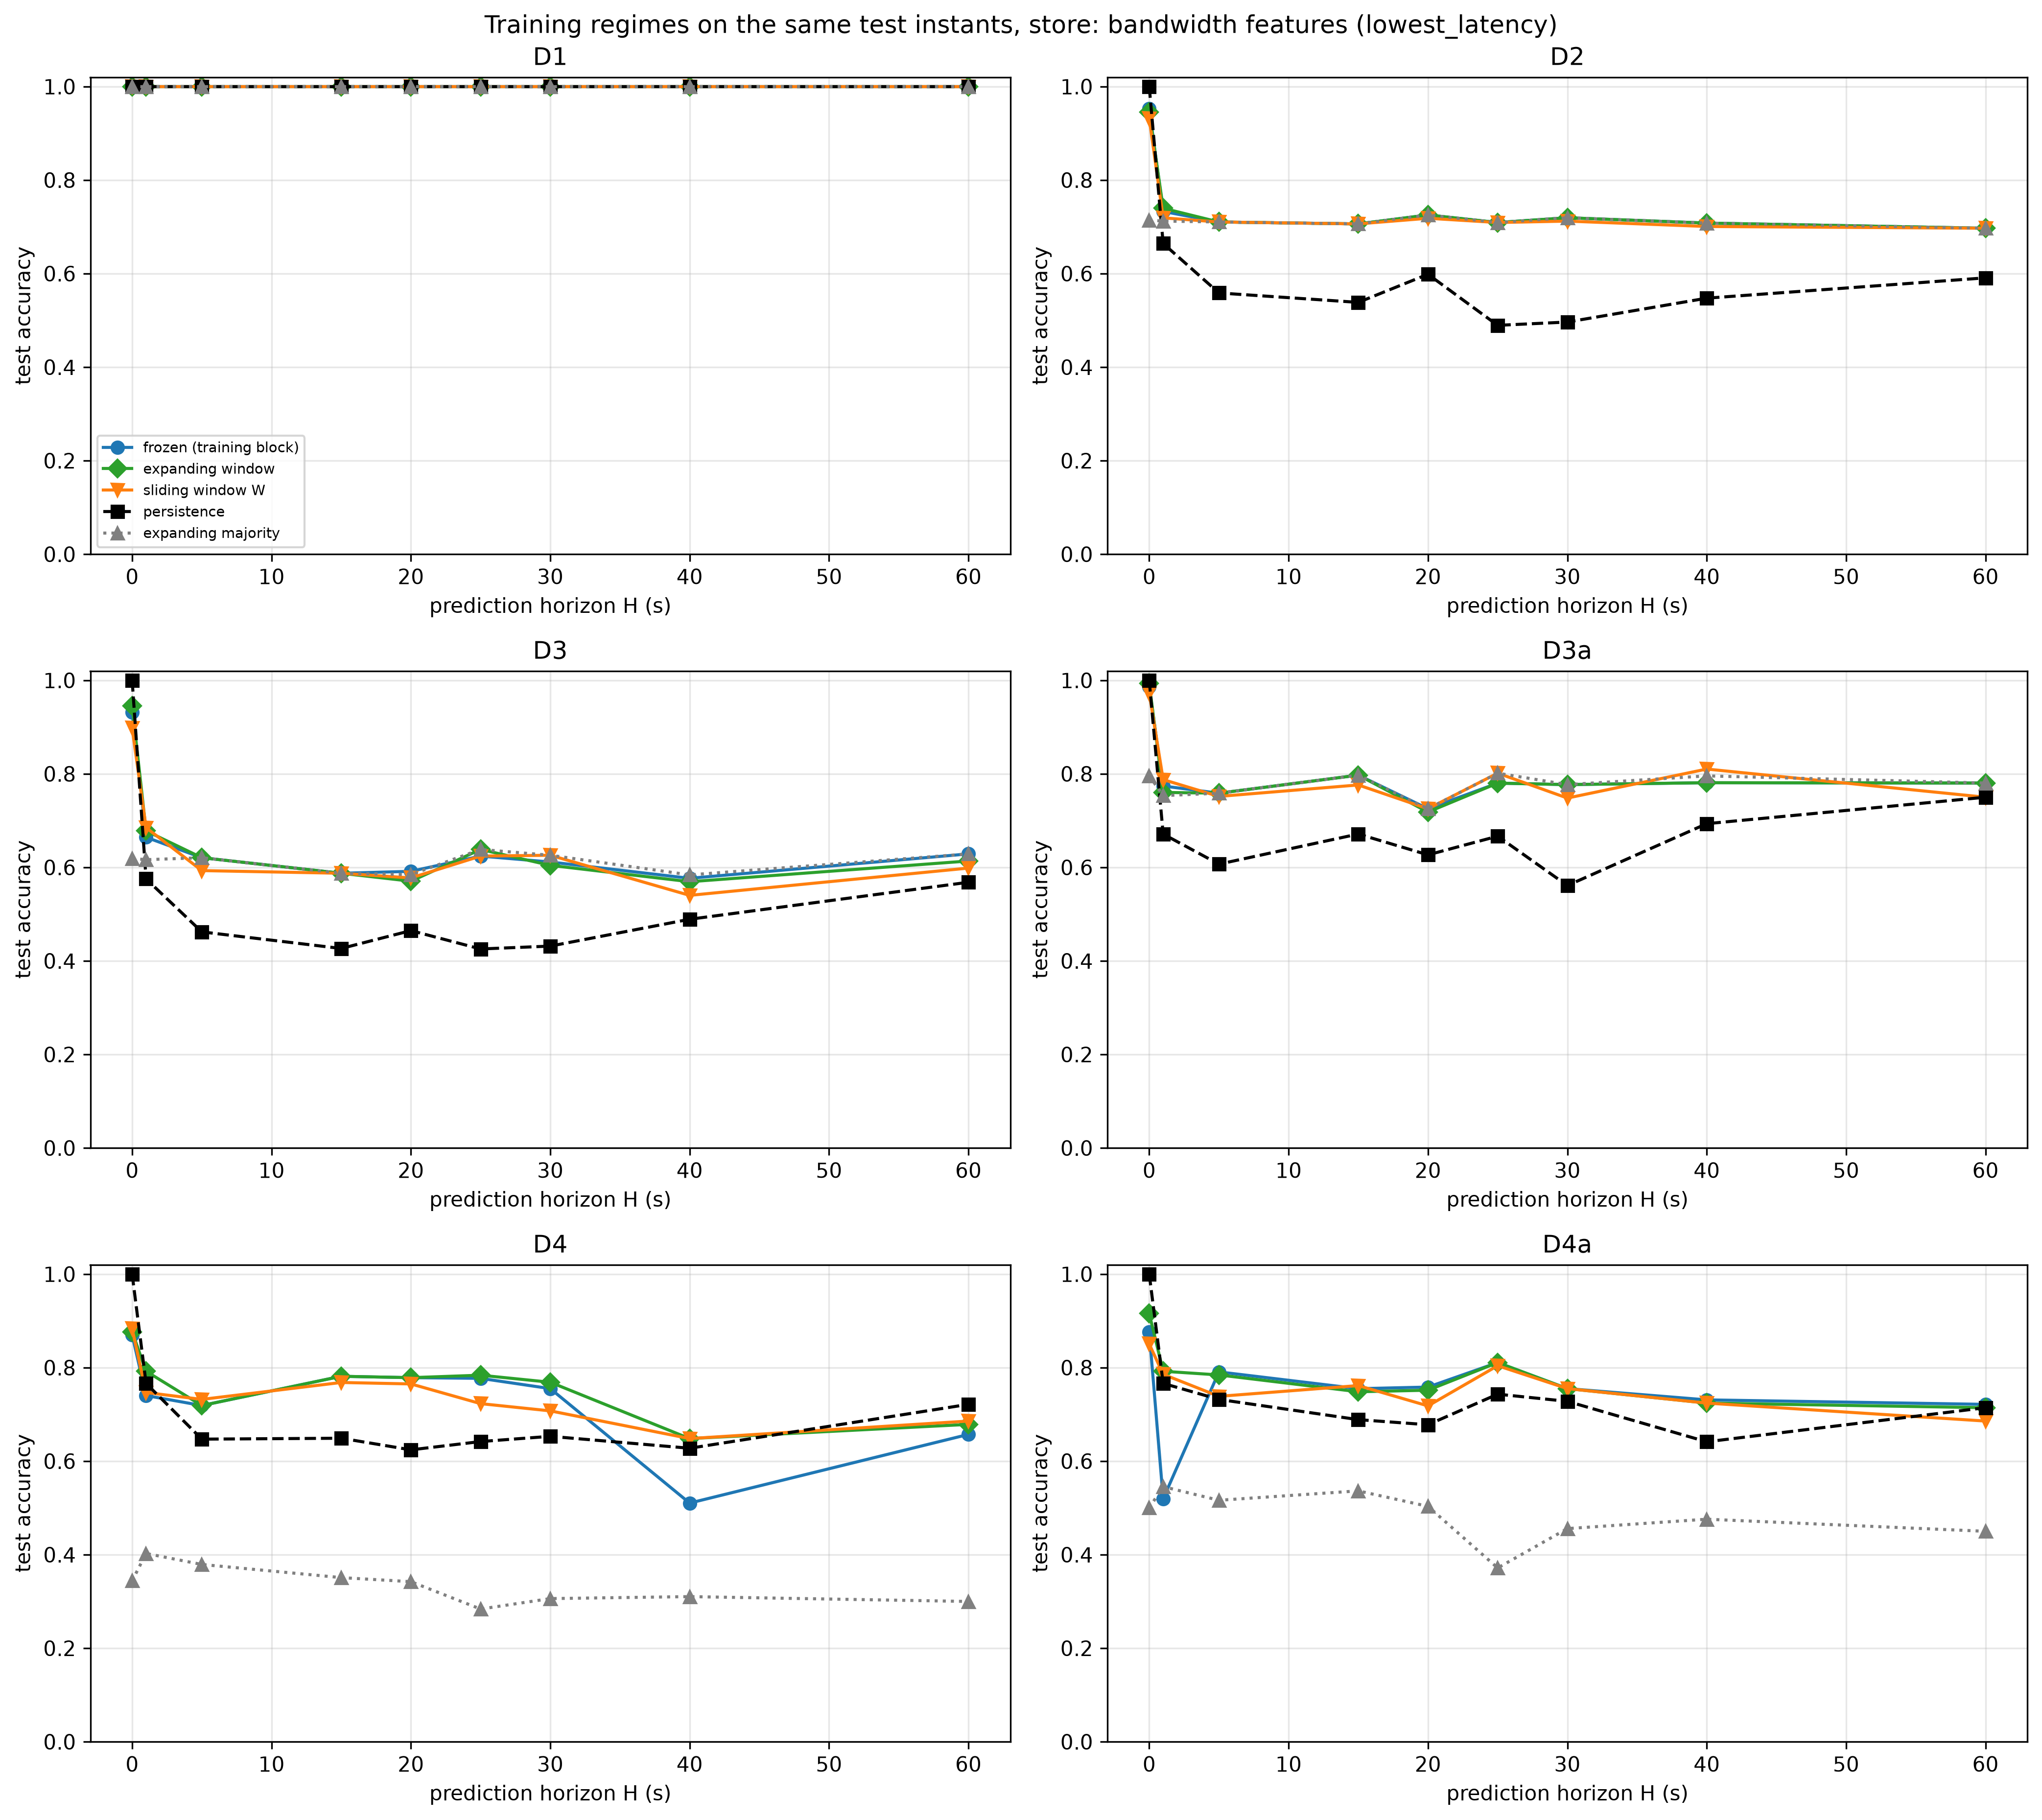 Training regimes on the same test instants, store: bandwidth features (lowest_latency)
D1
1.0
0.8
0.6
0.4
0.2
0.0
test accuracy
frozen (training block)
expanding window
sliding window W
persistence
expanding majority
0 10 20 30 40 50 60
prediction horizon H (s)
D2
1.0
0.8
0.6
0.4
0.2
0.0
test accuracy
0 10 20 30 40 50 60
prediction horizon H (s)
D3
1.0
0.8
0.6
0.4
0.2
0.0
test accuracy
0 10 20 30 40 50 60
prediction horizon H (s)
D3a
1.0
0.8
0.6
0.4
0.2
0.0
test accuracy
0 10 20 30 40 50 60
prediction horizon H (s)
D4
1.0
0.8
0.6
0.4
0.2
0.0
test accuracy
0 10 20 30 40 50 60
prediction horizon H (s)
D4a
1.0
0.8
0.6
0.4
0.2
0.0
test accuracy
0 10 20 30 40 50 60
prediction horizon H (s)